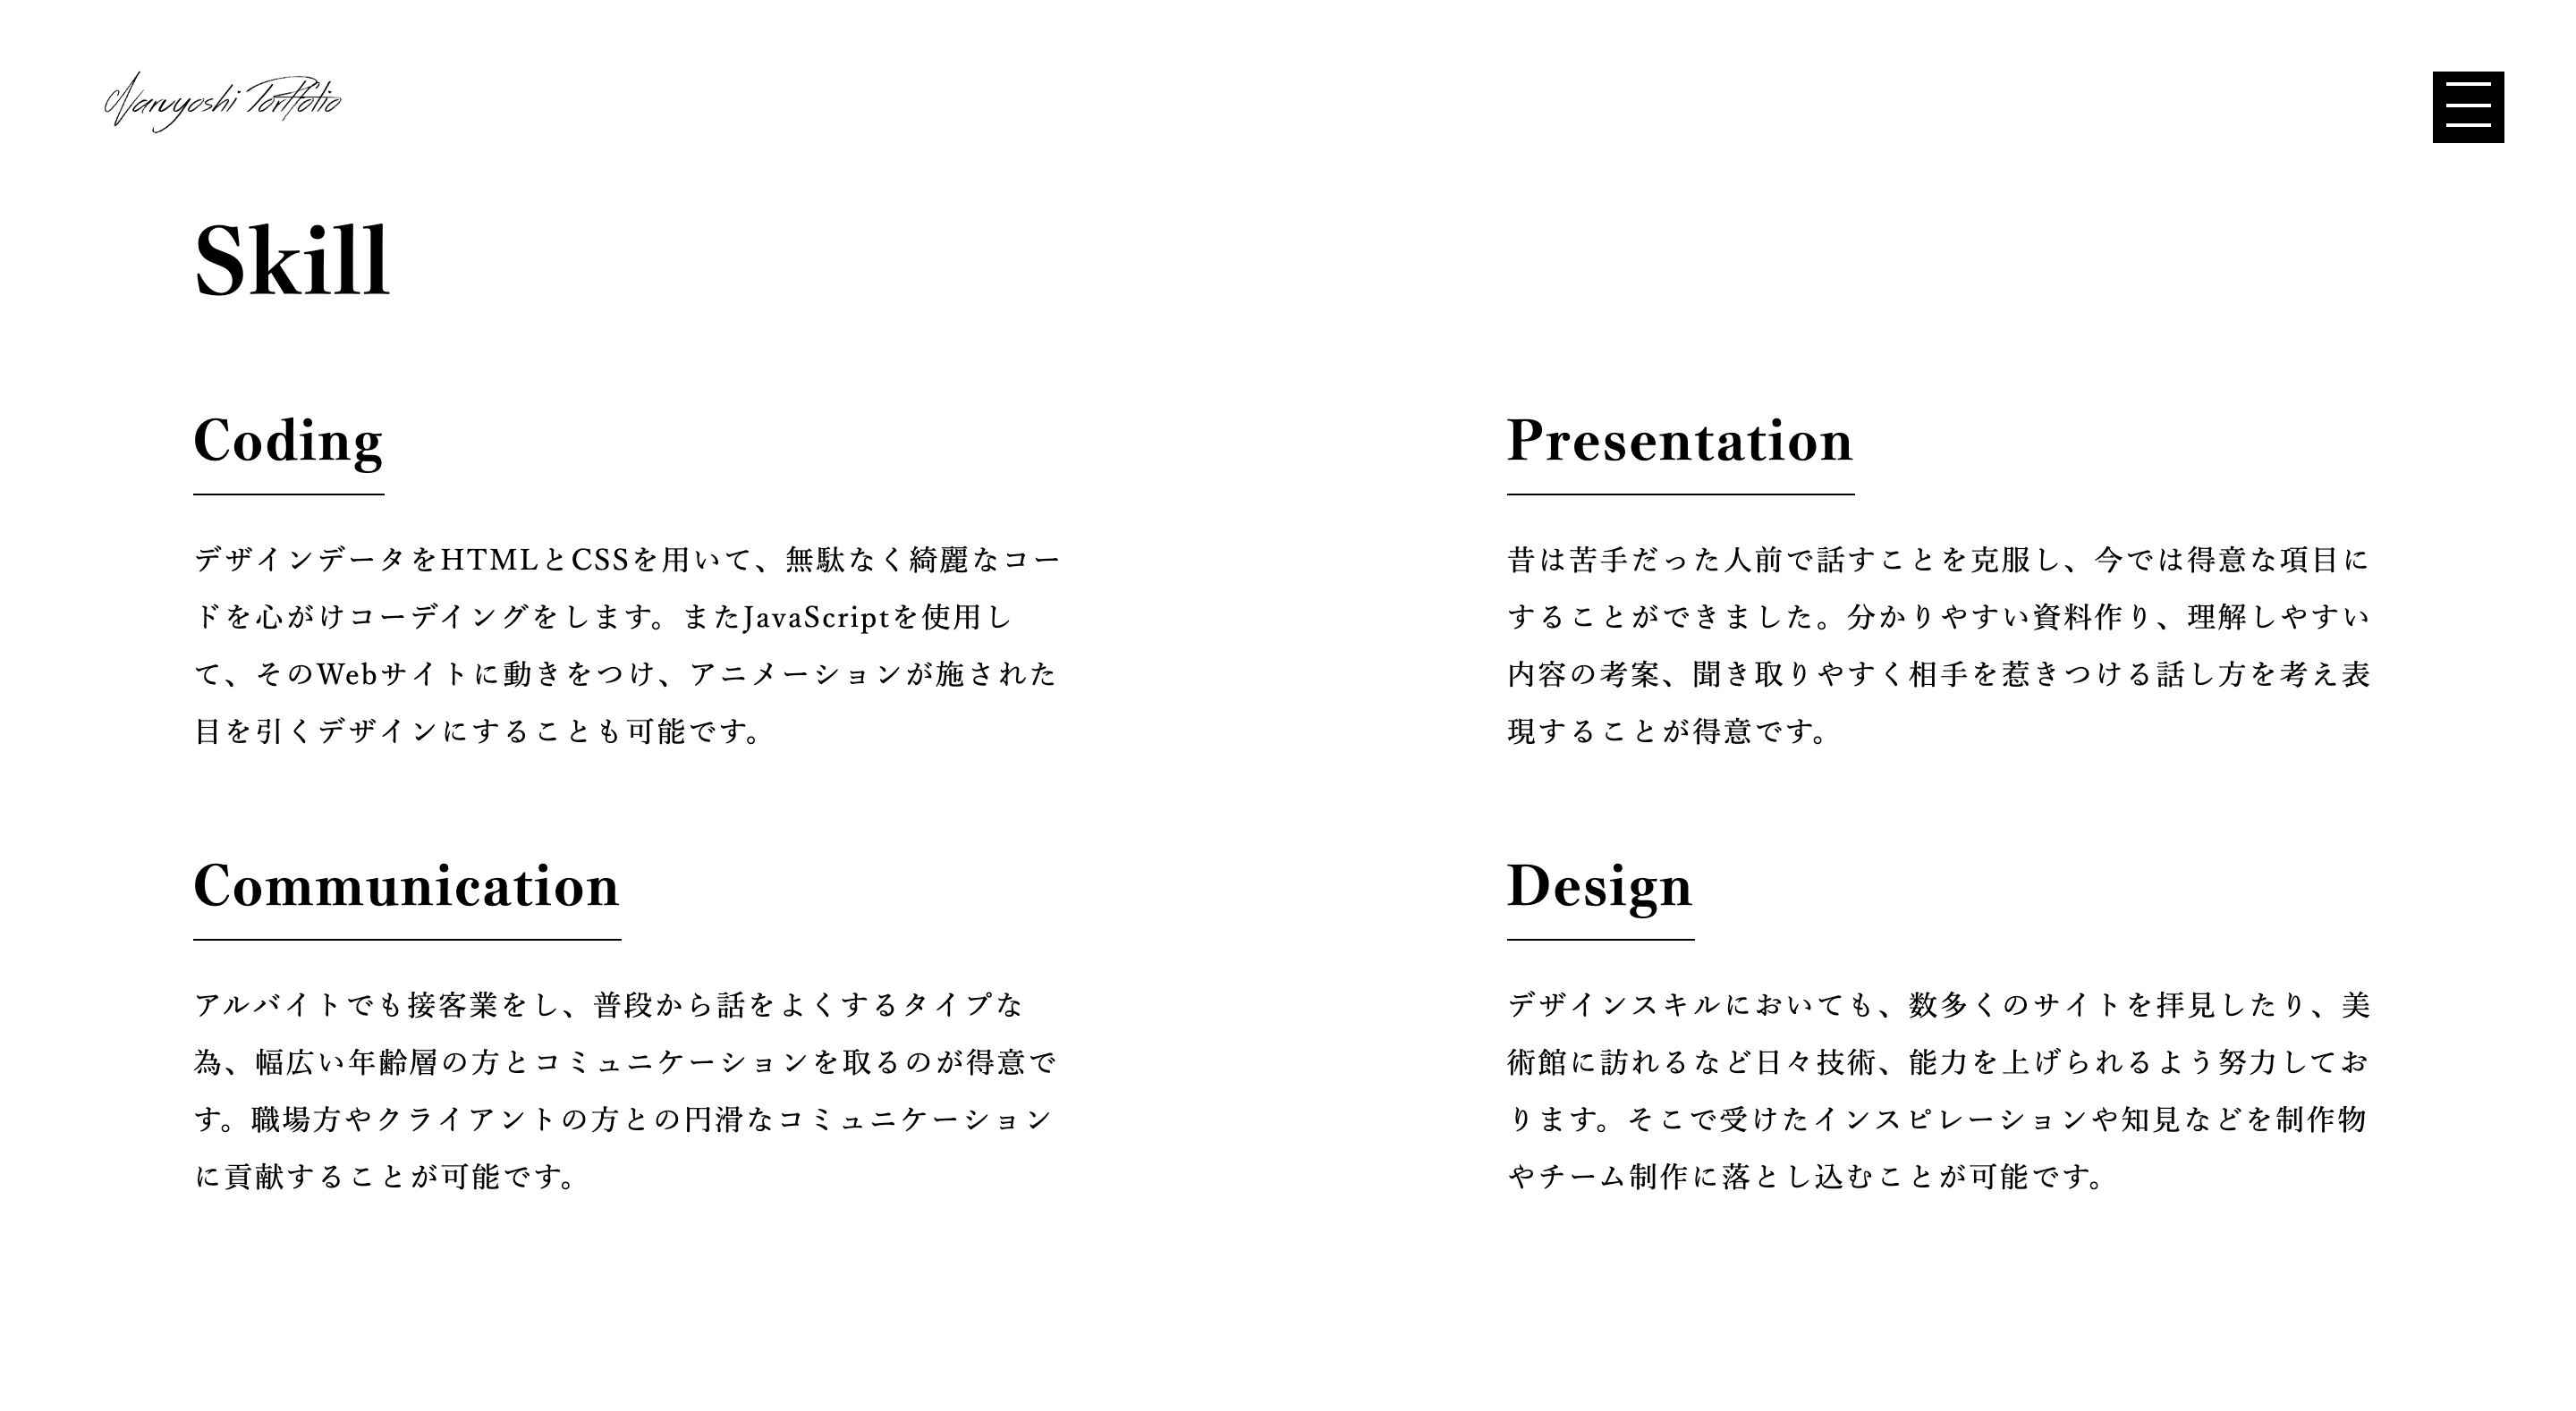 Naruyoshi Portfolio
Skill
Coding
デザインデータをHTMLとCSSを用いて、無駄なく綺麗なコー
ドを心がけコーデイングをします。またJavaScriptを使用し
て、そのWebサイトに動きをつけ、アニメーションが施された
目を引くデザインにすることも可能です。
Presentation
昔は苦手だった人前で話すことを克服し、今では得意な項目に
することができました。分かりやすい資料作り、理解しやすい
内容の考案、聞き取りやすく相手を惹きつける話し方を考え表
現することが得意です。
Communication
アルバイトでも接客業をし、普段から話をよくするタイプな
為、幅広い年齢層の方とコミュニケーションを取るのが得意で
す。職場方やクライアントの方との円滑なコミュニケーション
に貢献することが可能です。
Design
デザインスキルにおいても、数多くのサイトを拝見したり、美
術館に訪れるなど日々技術、能力を上げられるよう努力してお
ります。そこで受けたインスピレーションや知見などを制作物
やチーム制作に落とし込むことが可能です。